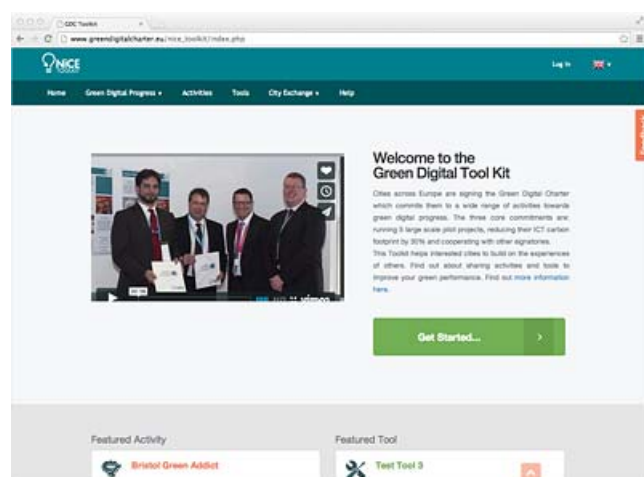 GDC Toolkit
www.greendigitalcharter.eu/nice_toolkit/index.php
NiCE
TOOLKIT
Log In
Home Green Digital Progress Activities Tools City Exchange Help
Feedback
Welcome to the
Green Digital Tool Kit
Cities across Europe are signing the Green Digital Charter
which commits them to a wide range of activities towards
green digital progress. The three core commitments are:
running 5 large scale pilot projects, reducing their ICT carbon
footprint by 30% and cooperating with other signatories.
This Toolkit helps interested cities to build on the experiences
of others. Find out about sharing activities and tools to
improve your green performance. Find out more information
here.
vimeo
Get Started...
Featured Activity Featured Tool
Bristol Green Addict Test Tool 3